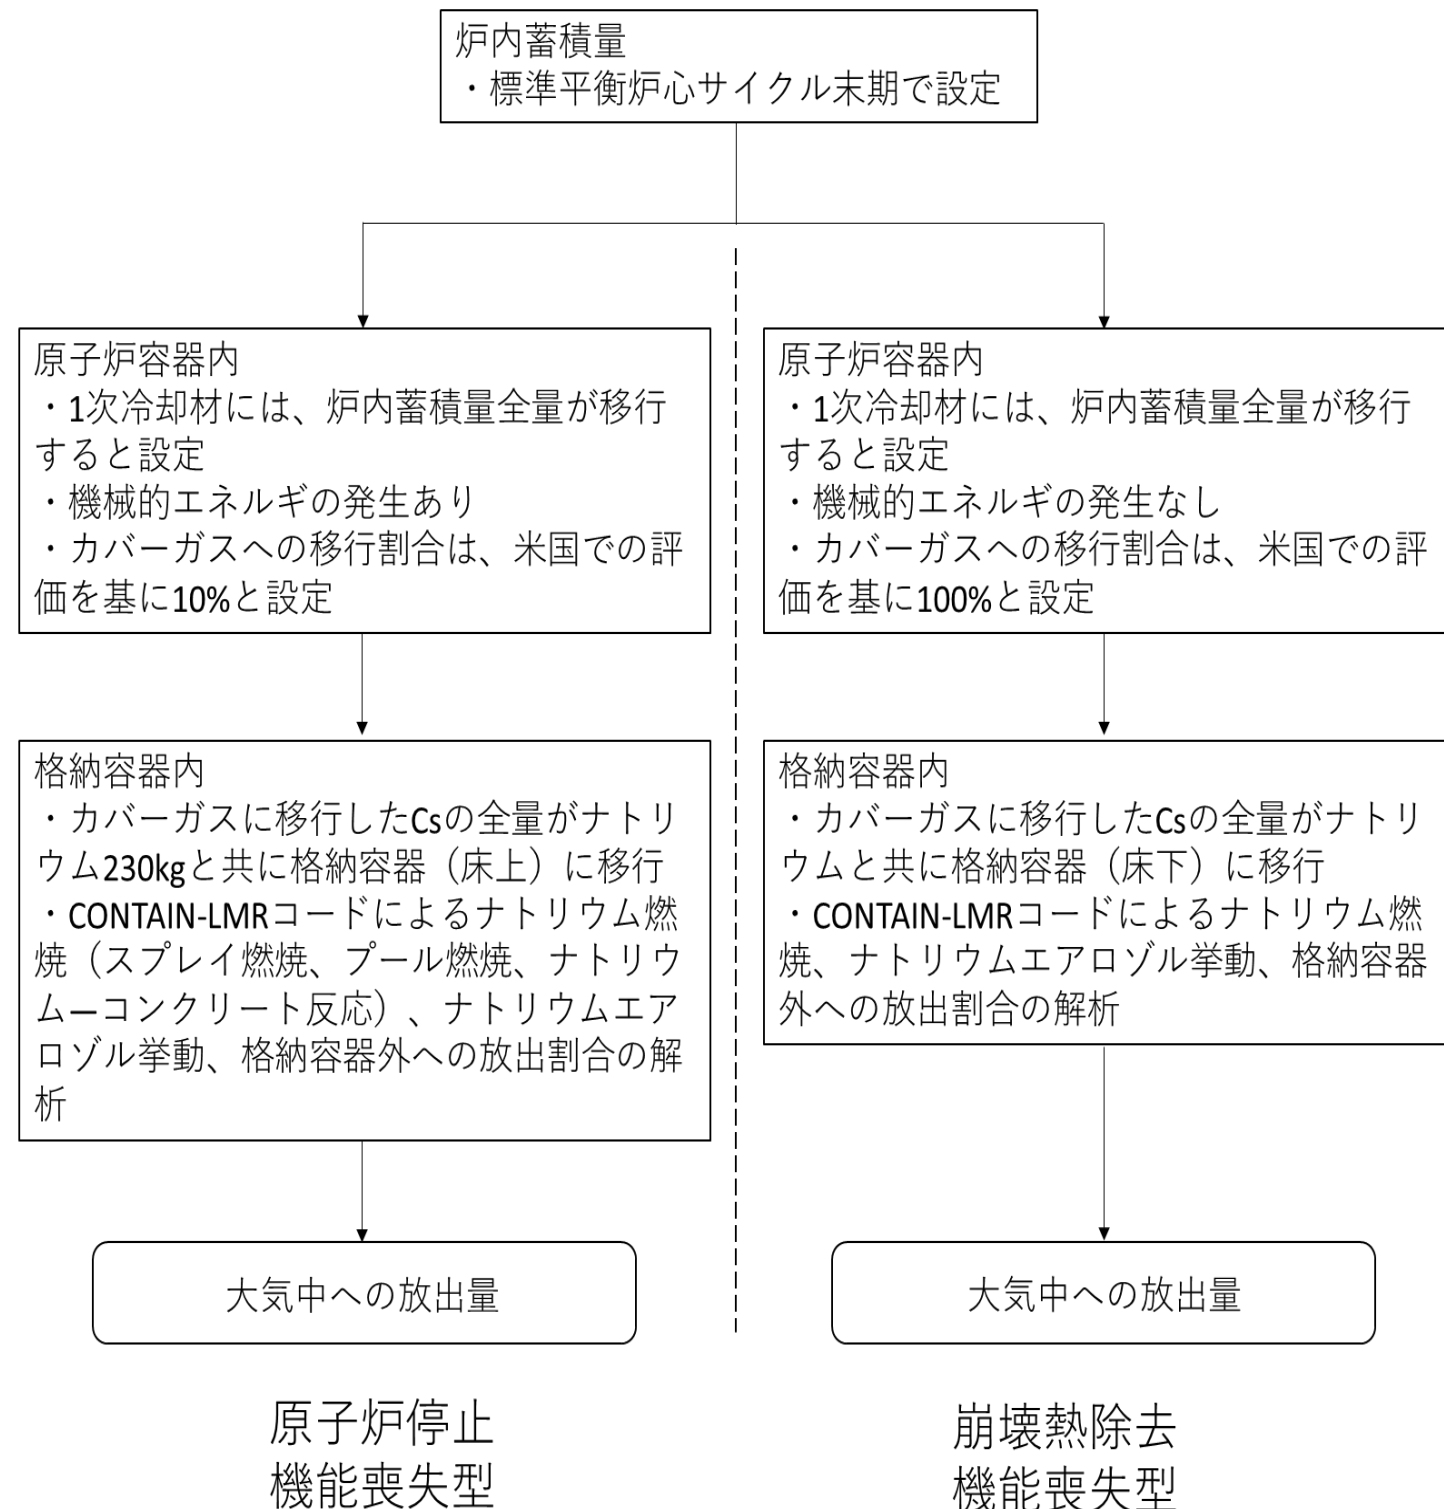 炉内蓄積量
・標準平衡炉心サイクル末期で設定
原子炉容器内
・1次冷却材には、炉内蓄積量全量が移行
すると設定
・機械的エネルギの発生あり
・カバーガスへの移行割合は、米国での評
価を基に10%と設定
格納容器内
・カバーガスに移行したCsの全量がナトリ
ウム230kgと共に格納容器（床上）に移行
・CONTAIN-LMRコードによるナトリウム燃
焼（スプレイ燃焼、プール燃焼、ナトリウ
ムーコンクリート反応）、ナトリウムエア
ロゾル挙動、格納容器外への放出割合の解
析
大気中への放出量
原子炉停止
機能喪失型
原子炉容器内
・1次冷却材には、炉内蓄積量全量が移行
すると設定
・機械的エネルギの発生なし
・カバーガスへの移行割合は、米国での評
価を基に100%と設定
格納容器内
・カバーガスに移行したCsの全量がナトリ
ウムと共に格納容器（床下）に移行
・CONTAIN-LMRコードによるナトリウム燃
焼、ナトリウムエアロゾル挙動、格納容器
外への放出割合の解析
大気中への放出量
崩壊熱除去
機能喪失型